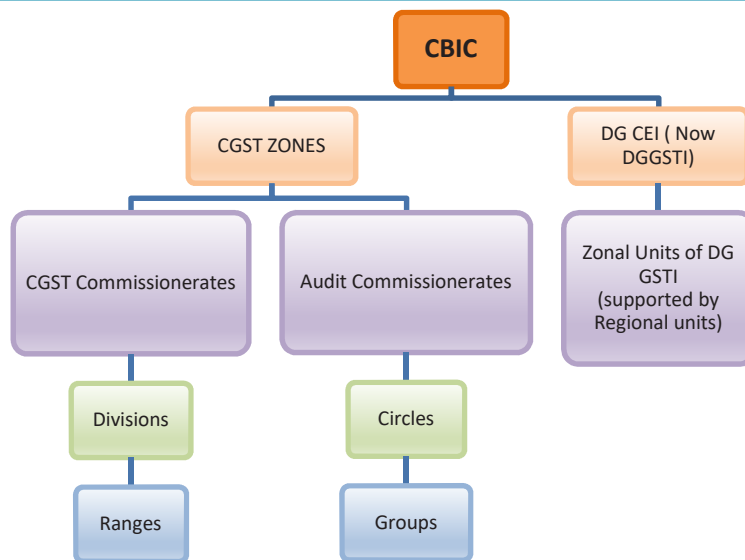 CBIC
CGST ZONES
DG CEI ( Now
DGGSTI)
CGST Commissionerates
Audit Commissionerates
Zonal Units of DG
GSTI
(supported by
Regional units)
Divisions
Circles
Ranges
Groups